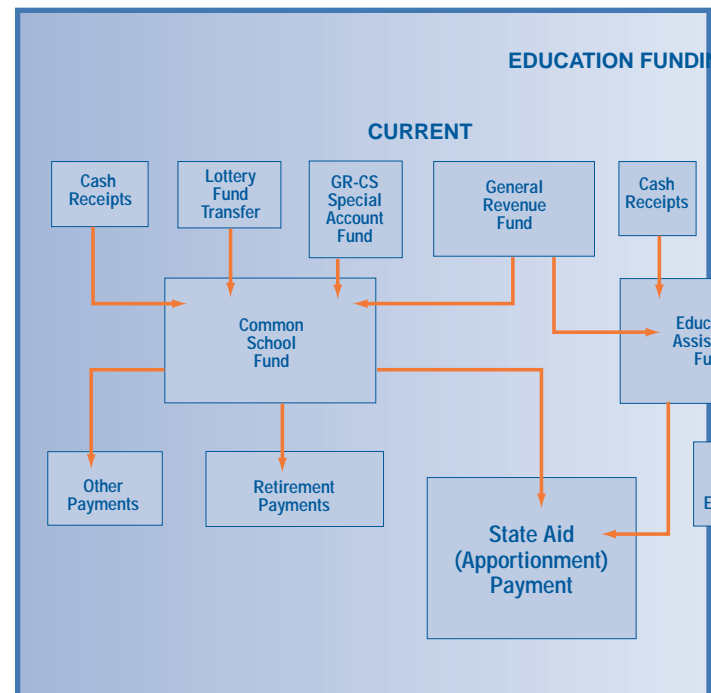 EDUCATION
CURRENT
Cash
Receipts
Lottery
Fund
Transfer
GR-CS
Special
Account
Fund
General
Revenue
Fund
Cash
Receipts
Common
School
Fund
Other
Payments
Retirement
Payments
State Aid
(Apportionment)
Payment